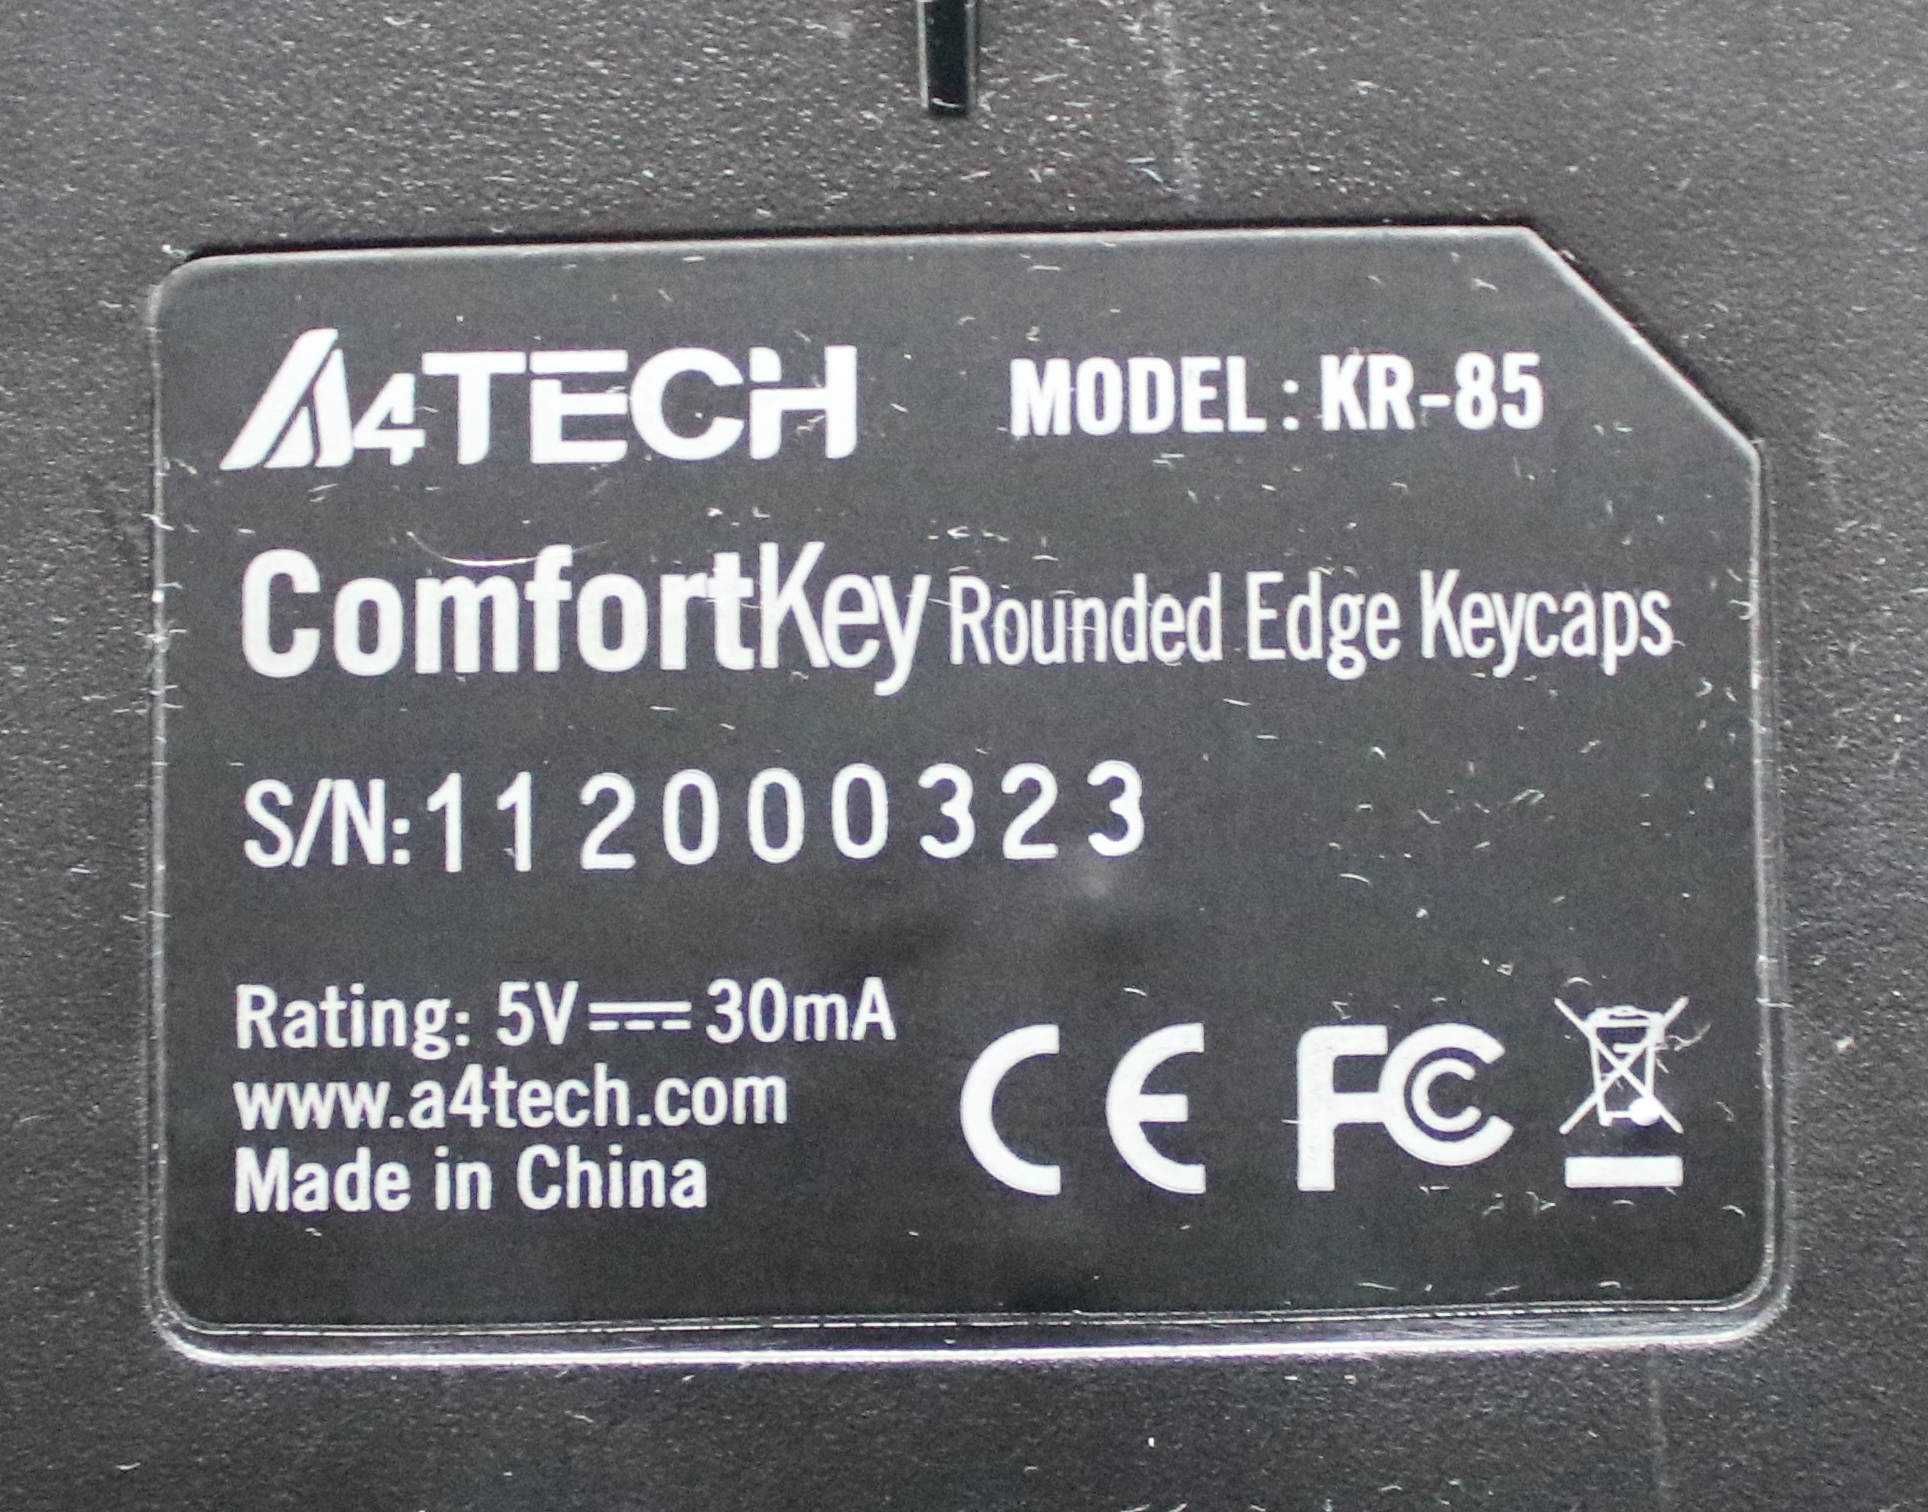 A4TECH MODEL : KR-85
ComfortKey Rounded Edge Keycaps
S/N: 112000323
Rating: 5V⎓30mA
www.a4tech.com
Made in China
CE FC